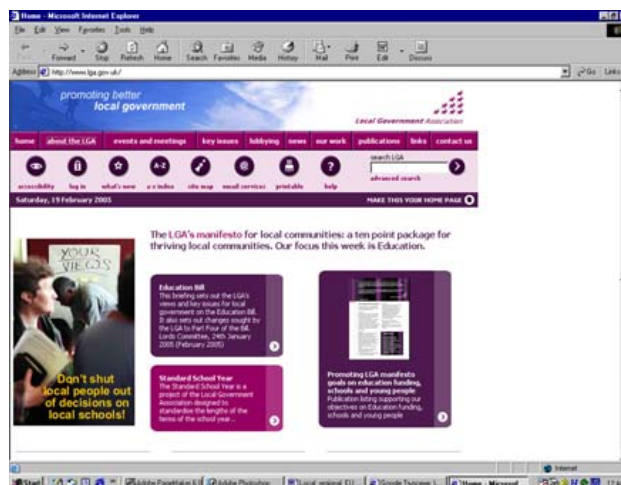 Home - Microsoft Internet Explorer
File Edit View Favorites Tools Help
Forward Stop Refresh Home Search Favorites Media History Mail Print Edit Discuss
Address http://www.lga.gov.uk/ Go Links
promoting better
local government
Local Government Association
home about the LGA events and meetings key issues lobbying news our work publications links contact us
search LGA
A-Z
?
accessibility log in what's new a-z index site map email services printable help
advanced search
Saturday, 19 February 2005 MAKE THIS YOUR HOME PAGE
The LGA's manifesto for local communities: a ten point package for
thriving local communities. Our focus this week is Education.
YOUR
VIEWS
Don't shut
local people out
of decisions on
local schools!
Education Bill
This briefing sets out the LGA's
views and key issues for local
government on the Education Bill.
It also sets out changes sought by
the LGA to Part Four of the Bill.
Lords Committee, 24th January
2005 (February 2005)
Standard School Year
The Standard School Year is a
project of the Local Government
Association designed to
standardise the lengths of the
terms of the school year...
Promoting LGA manifesto
goals on education funding,
schools and young people
Publication listing supporting our
objectives on Education funding,
schools and young people
Internet
Start Adobe PageMaker Adobe Photoshop Local regional EU Home - Microsof